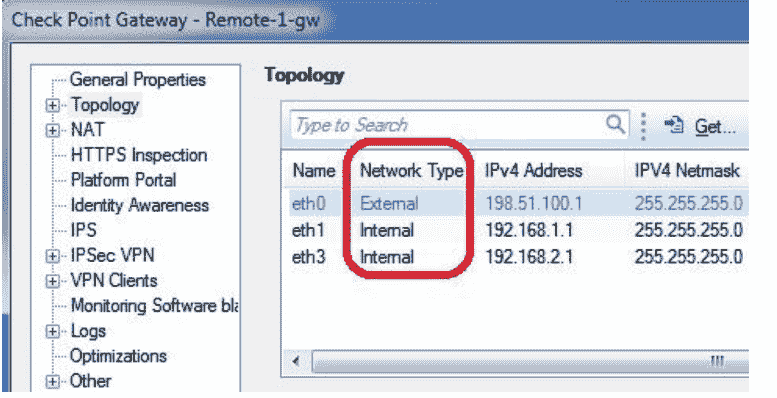 Check Point Gateway - Remote-1-gw
General Properties
Topology
NAT
HTTPS Inspection
Platform Portal
Identity Awareness
IPS
IPSec VPN
VPN Clients
Monitoring Software bla
Logs
Optimizations
Other
Topology
Type to Search Get...
Name Network Type IPv4 Address IPV4 Netmask
eth0 External 198.51.100.1 255.255.255.0
eth1 Internal 192.168.1.1 255.255.255.0
eth3 Internal 192.168.2.1 255.255.255.0